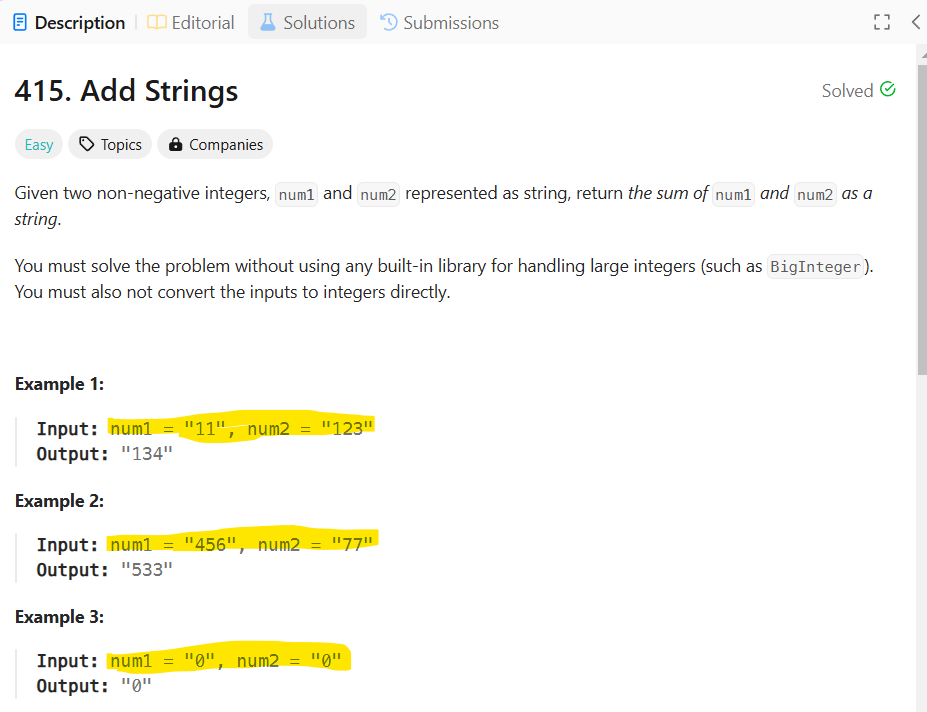 Description | Editorial Solutions Submissions
415. Add Strings
Solved
Easy Topics Companies
Given two non-negative integers, num1 and num2 represented as string, return the sum of num1 and num2 as a
string.
You must solve the problem without using any built-in library for handling large integers (such as BigInteger).
You must also not convert the inputs to integers directly.
Example 1:
Input: num1 = "11", num2 = "123"
Output: "134"
Example 2:
Input: num1 = "456", num2 = "77"
Output: "533"
Example 3:
Input: num1 = "0", num2 = "0"
Output: "0"